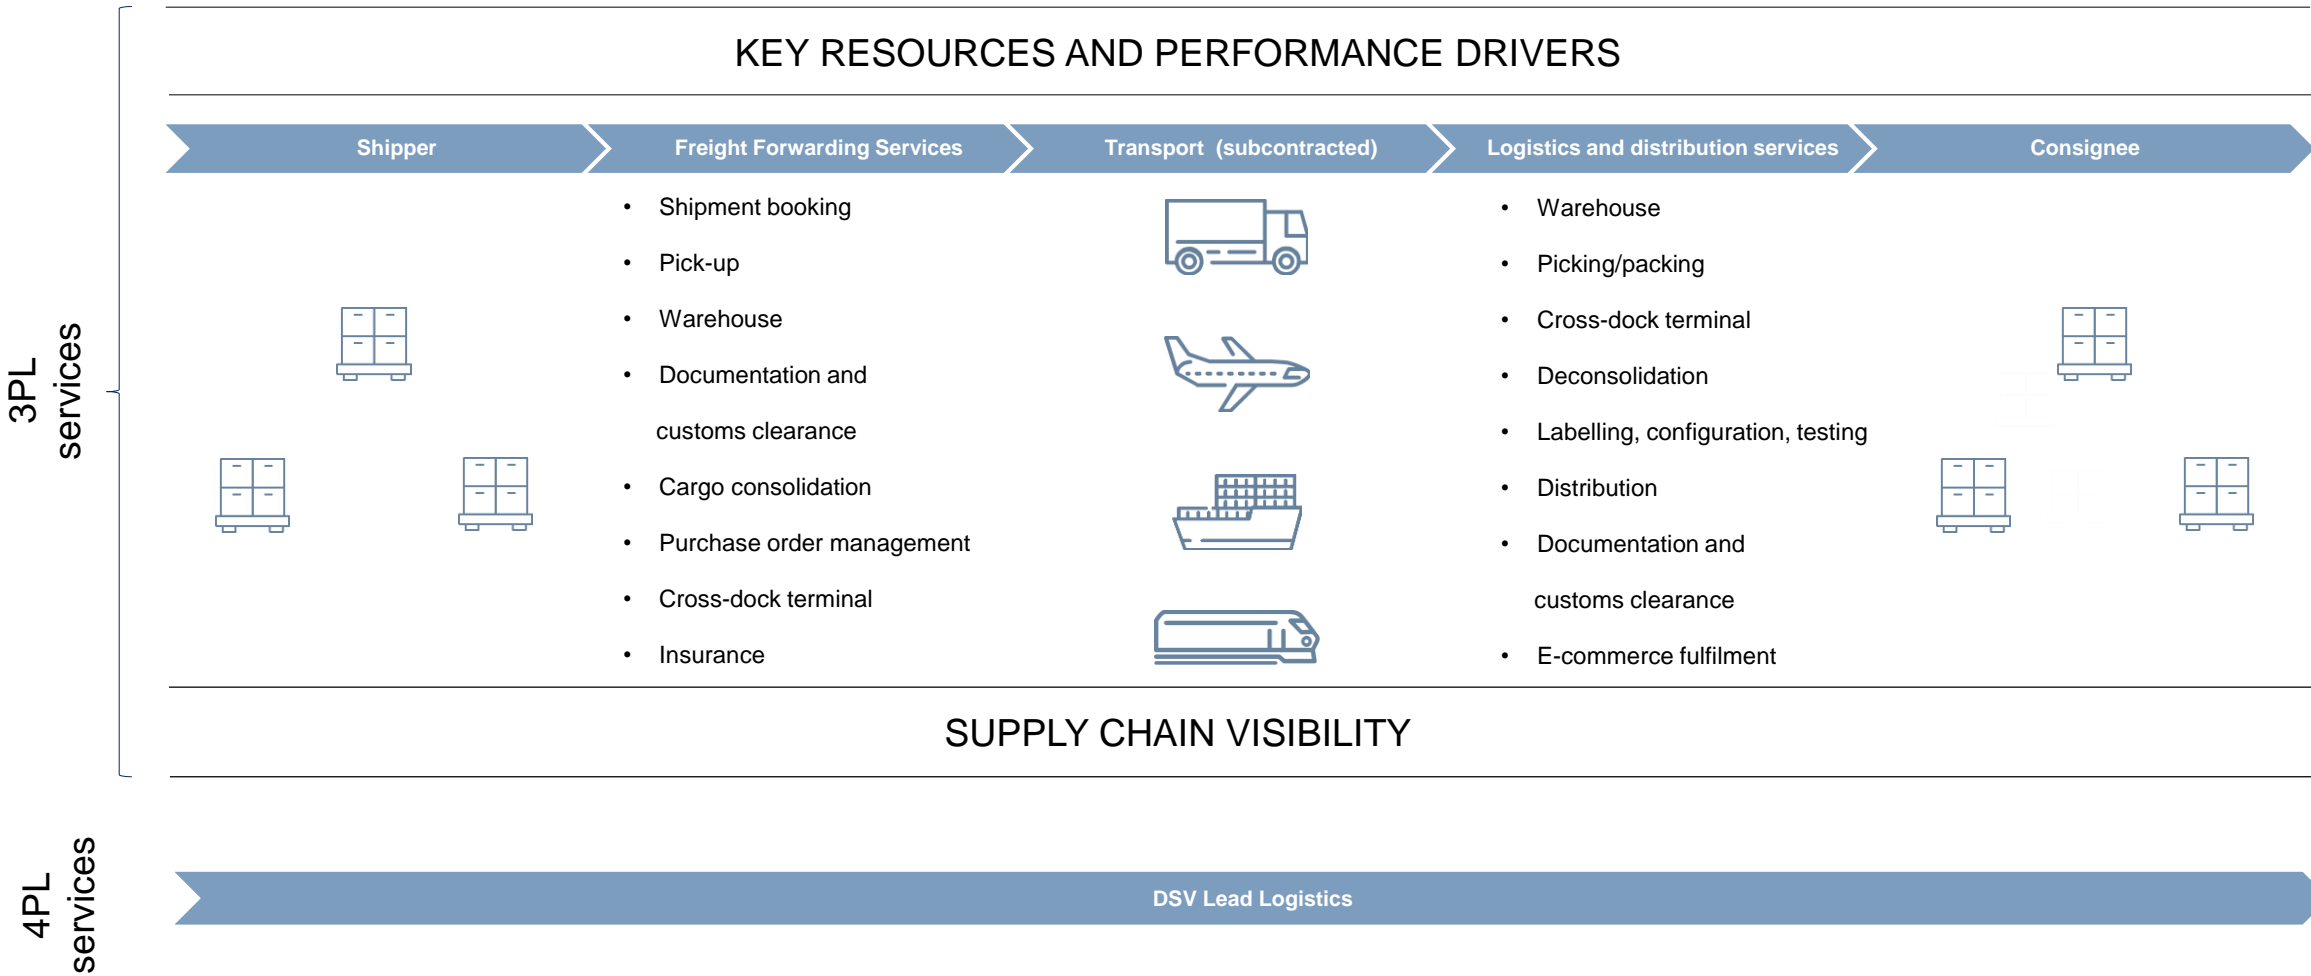 KEY RESOURCES AND PERFORMANCE DRIVERS
3PL
services
Shipper
Freight Forwarding Services
• Shipment booking
• Pick-up
• Warehouse
• Documentation and
customs clearance
• Cargo consolidation
• Purchase order management
• Cross-dock terminal
• Insurance
Transport (subcontracted)
Logistics and distribution services
• Warehouse
• Picking/packing
• Cross-dock terminal
• Deconsolidation
• Labelling, configuration, testing
• Distribution
• Documentation and
customs clearance
• E-commerce fulfilment
Consignee
SUPPLY CHAIN VISIBILITY
4PL
services
DSV Lead Logistics